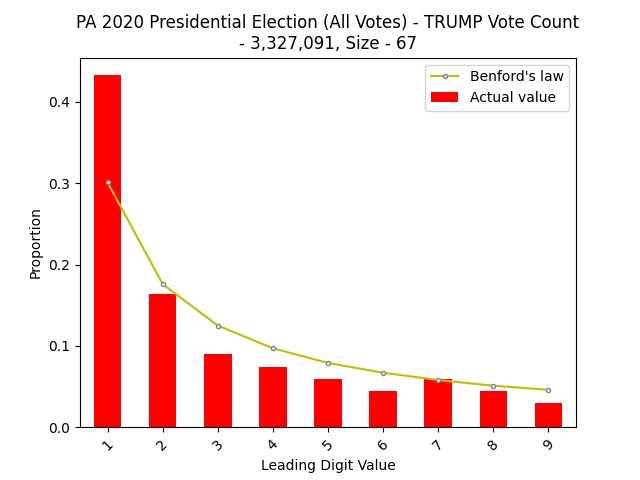 PA 2020 Presidential Election (All Votes) - TRUMP Vote Count
- 3,327,091, Size - 67
Benford's law
Actual value
Proportion
0.4
0.3
0.2
0.1
0.0
1 2 3 4 5 6 7 8 9
Leading Digit Value